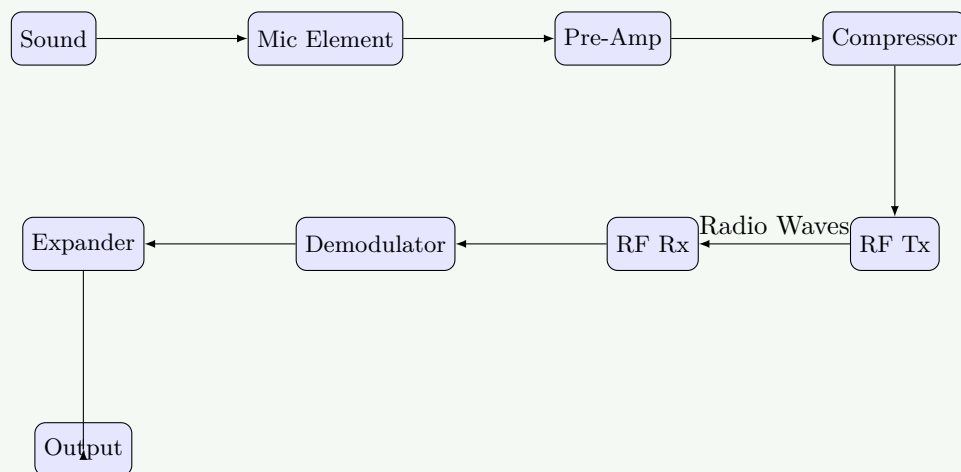 Sound
Mic Element
Pre-Amp
Compressor
Expander
Demodulator
RF Rx
Radio Waves
RF Tx
Output